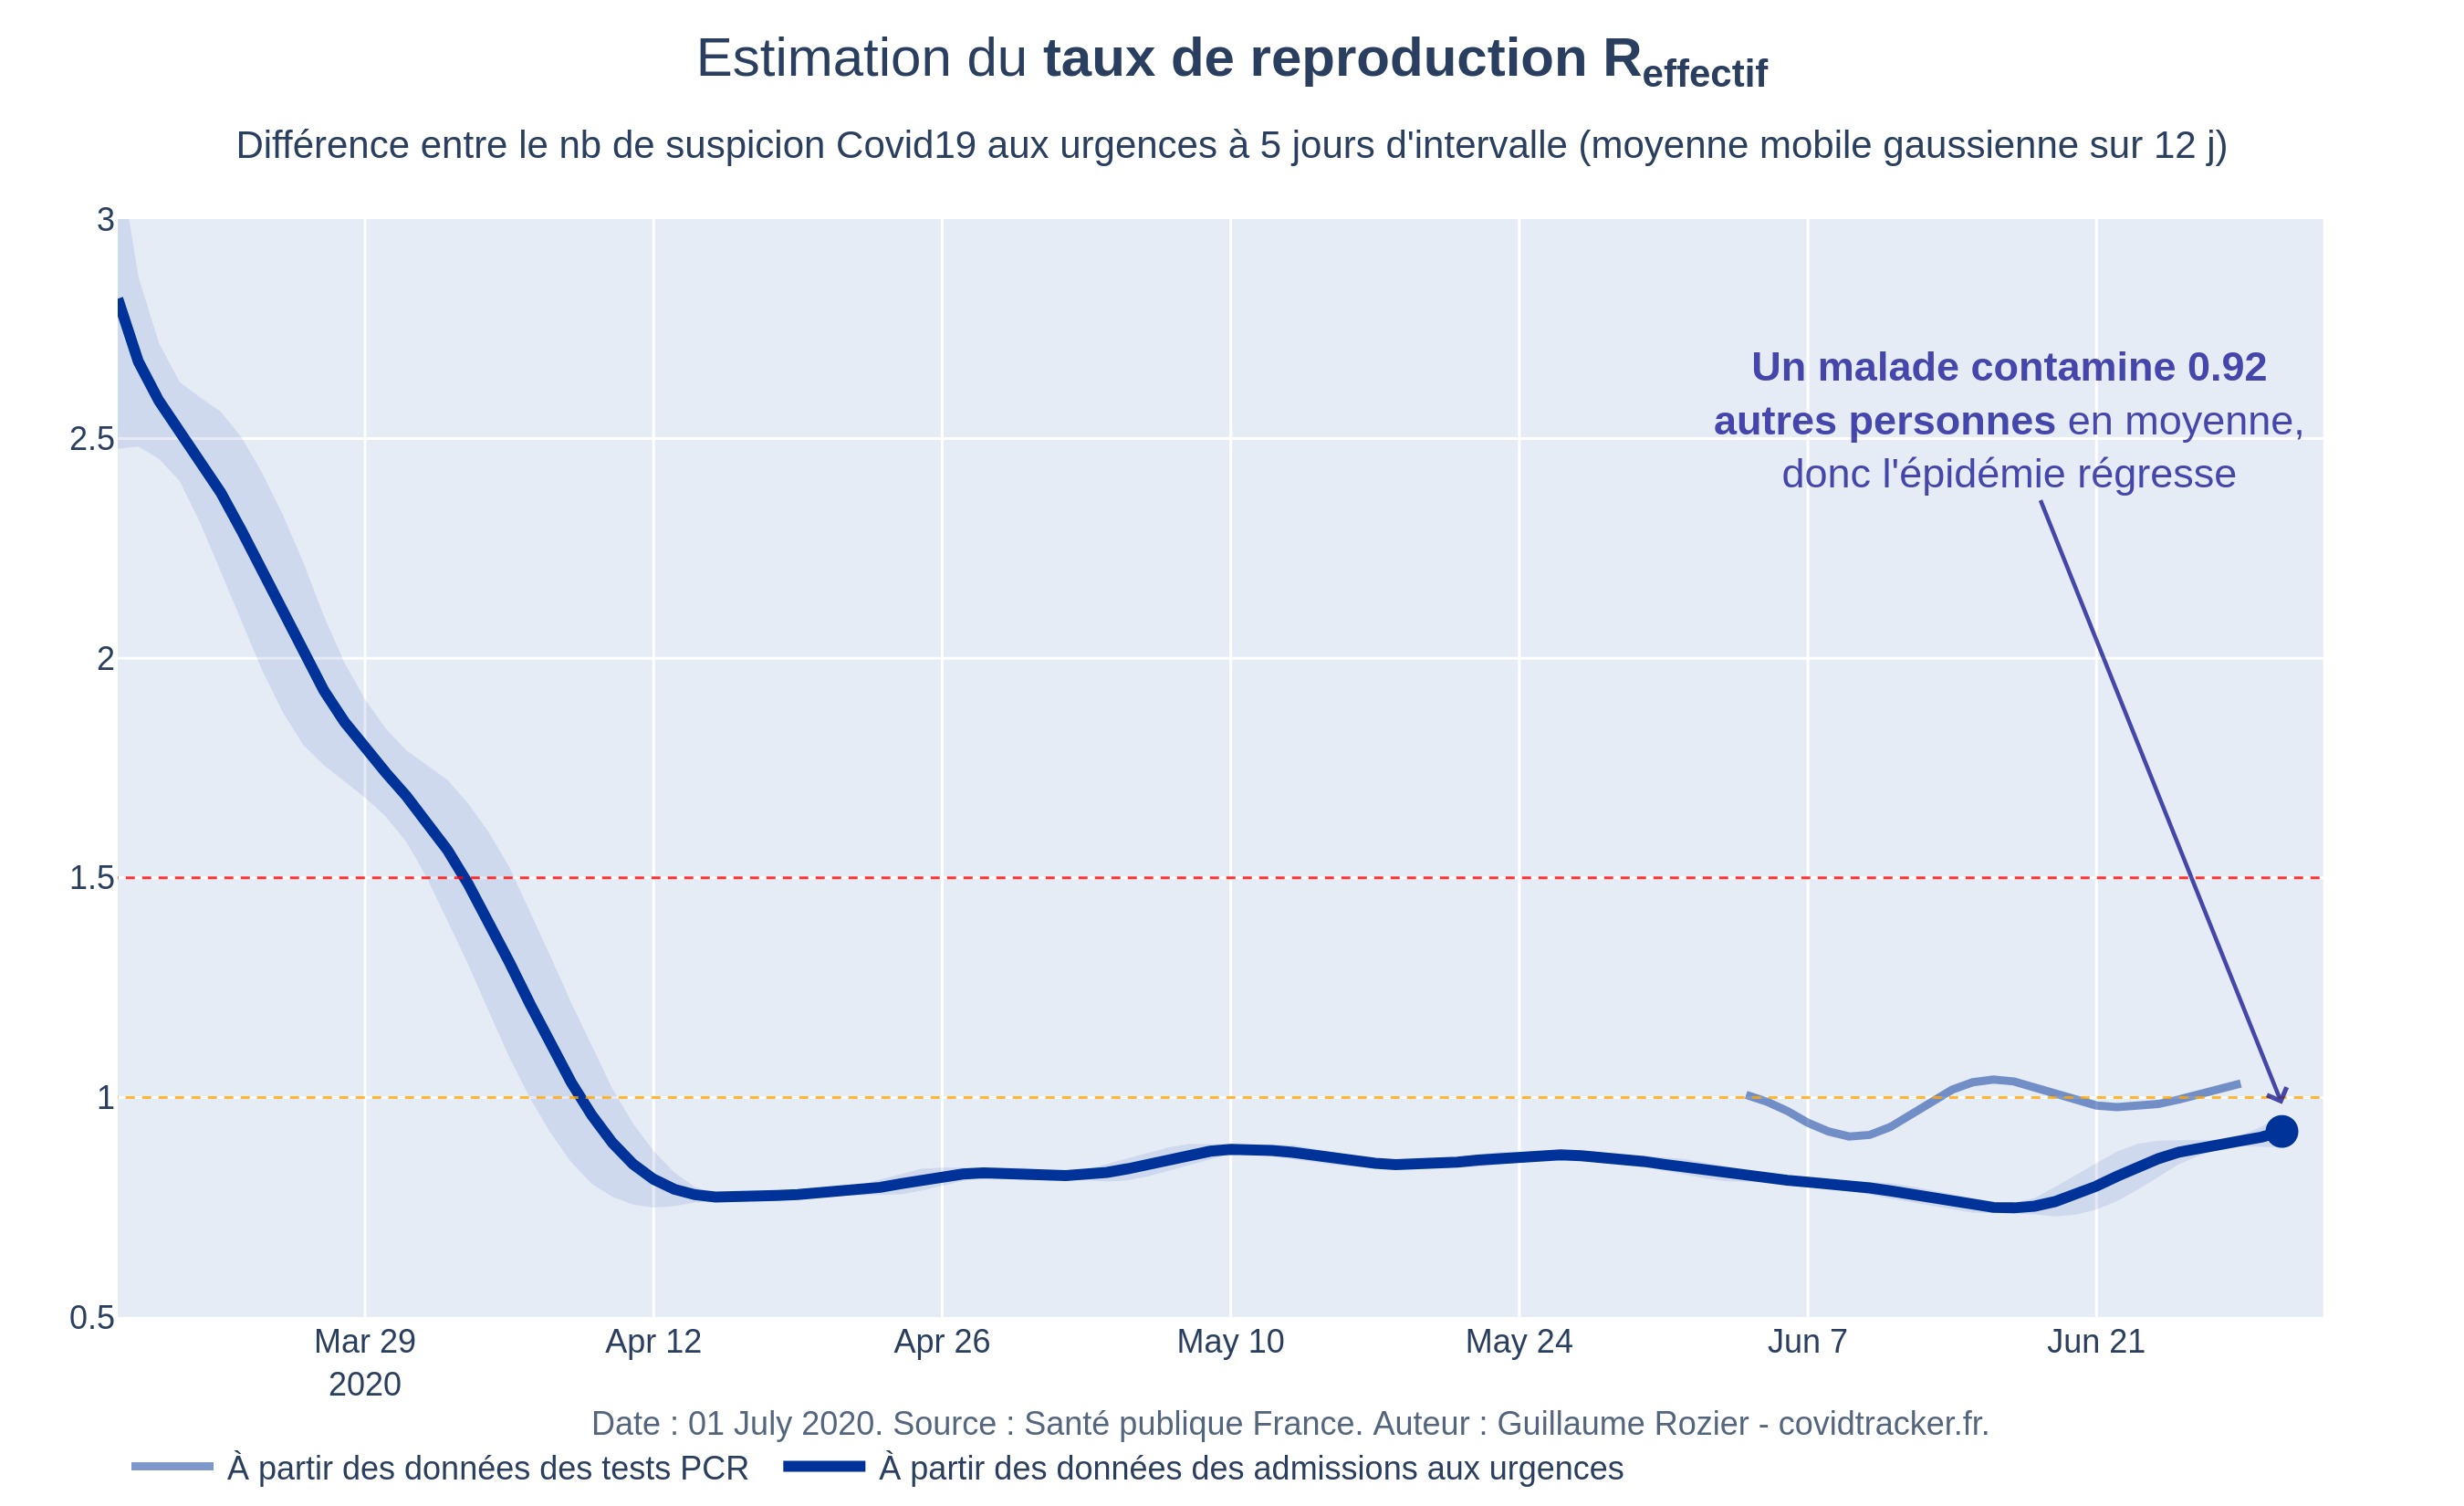 Estimation du taux de reproduction Reffectif
Différence entre le nb de suspicion Covid19 aux urgences à 5 jours d'intervalle (moyenne mobile gaussienne sur 12 j)
3
2.5
2
1.5
1
0.5
Un malade contamine 0.92
autres personnes en moyenne,
donc l'épidémie régresse
Mar 29
2020
Apr 12
Apr 26
May 10
May 24
Jun 7
Jun 21
Date : 01 July 2020. Source : Santé publique France. Auteur : Guillaume Rozier - covidtracker.fr.
À partir des données des tests PCR
À partir des données des admissions aux urgences